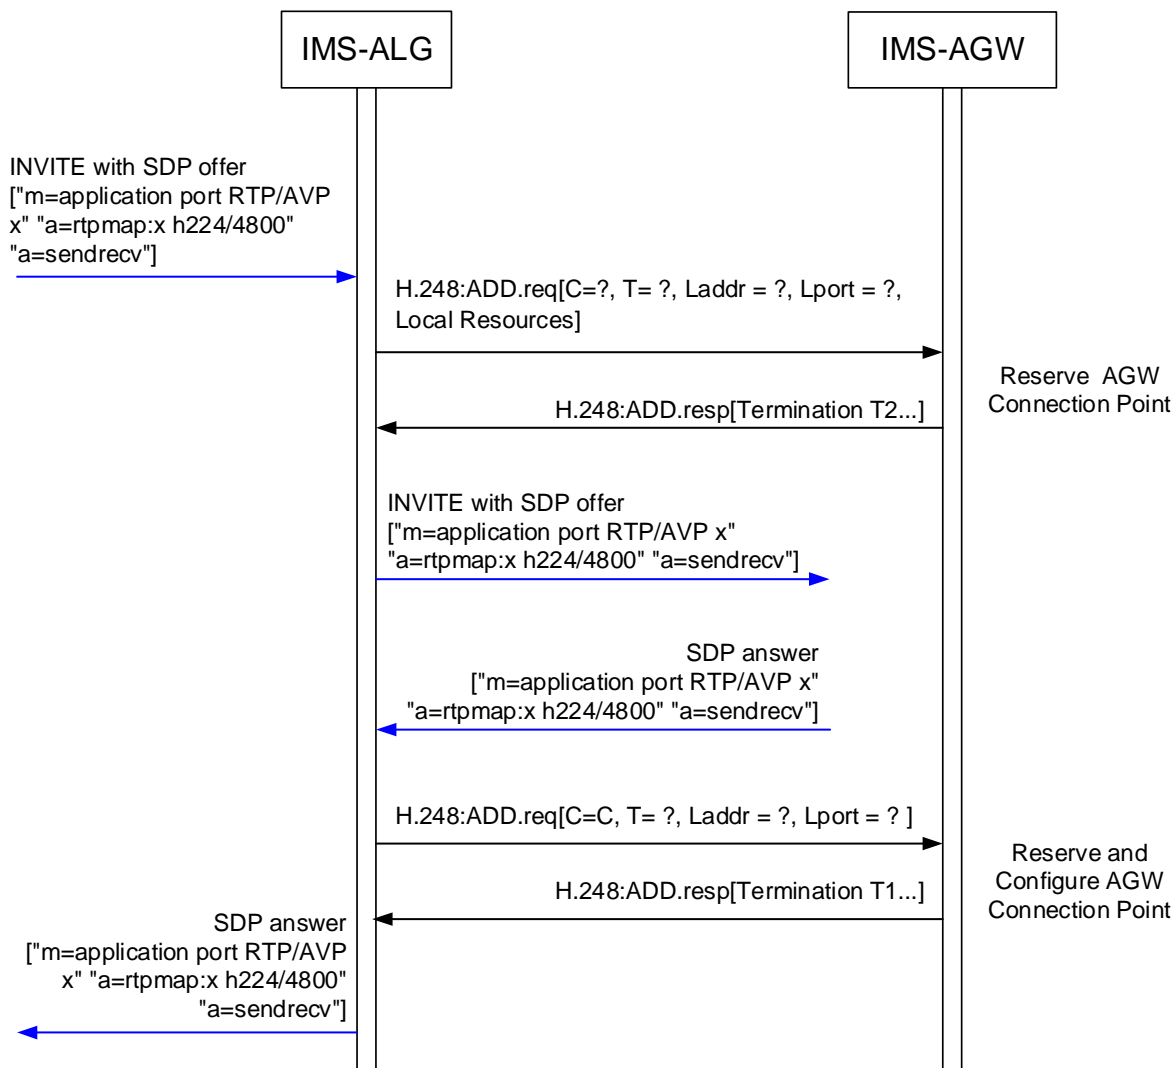 IMS-ALG
IMS-AGW
INVITE with SDP offer
["m=application port RTP/AVP
x" "a=rtpmap:x h224/4800"
"a=sendrecv"]
H.248:ADD.req[C=?, T= ?, Laddr = ?, Lport = ?,
Local Resources]
Reserve AGW
Connection Point
H.248:ADD.resp[Termination T2...]
INVITE with SDP offer
["m=application port RTP/AVP x"
"a=rtpmap:x h224/4800" "a=sendrecv"]
SDP answer
["m=application port RTP/AVP x"
"a=rtpmap:x h224/4800" "a=sendrecv"]
H.248:ADD.req[C=C, T= ?, Laddr = ?, Lport = ? ]
Reserve and
Configure AGW
Connection Point
H.248:ADD.resp[Termination T1...]
SDP answer
["m=application port RTP/AVP
x" "a=rtpmap:x h224/4800"
"a=sendrecv"]